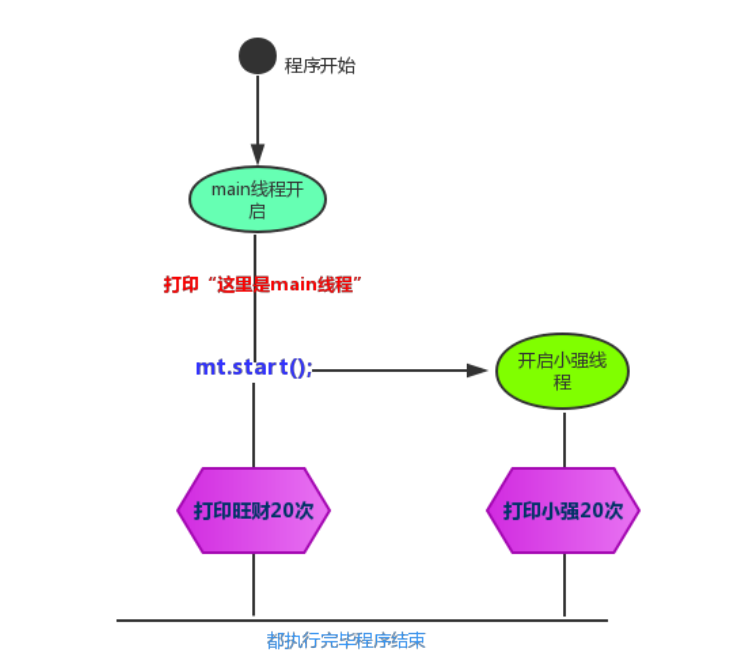 程序开始
main线程开
启
打印“这里是main线程”
mt.start();
开启小强线
程
打印旺财20次
打印小强20次
都执行完毕程序结束